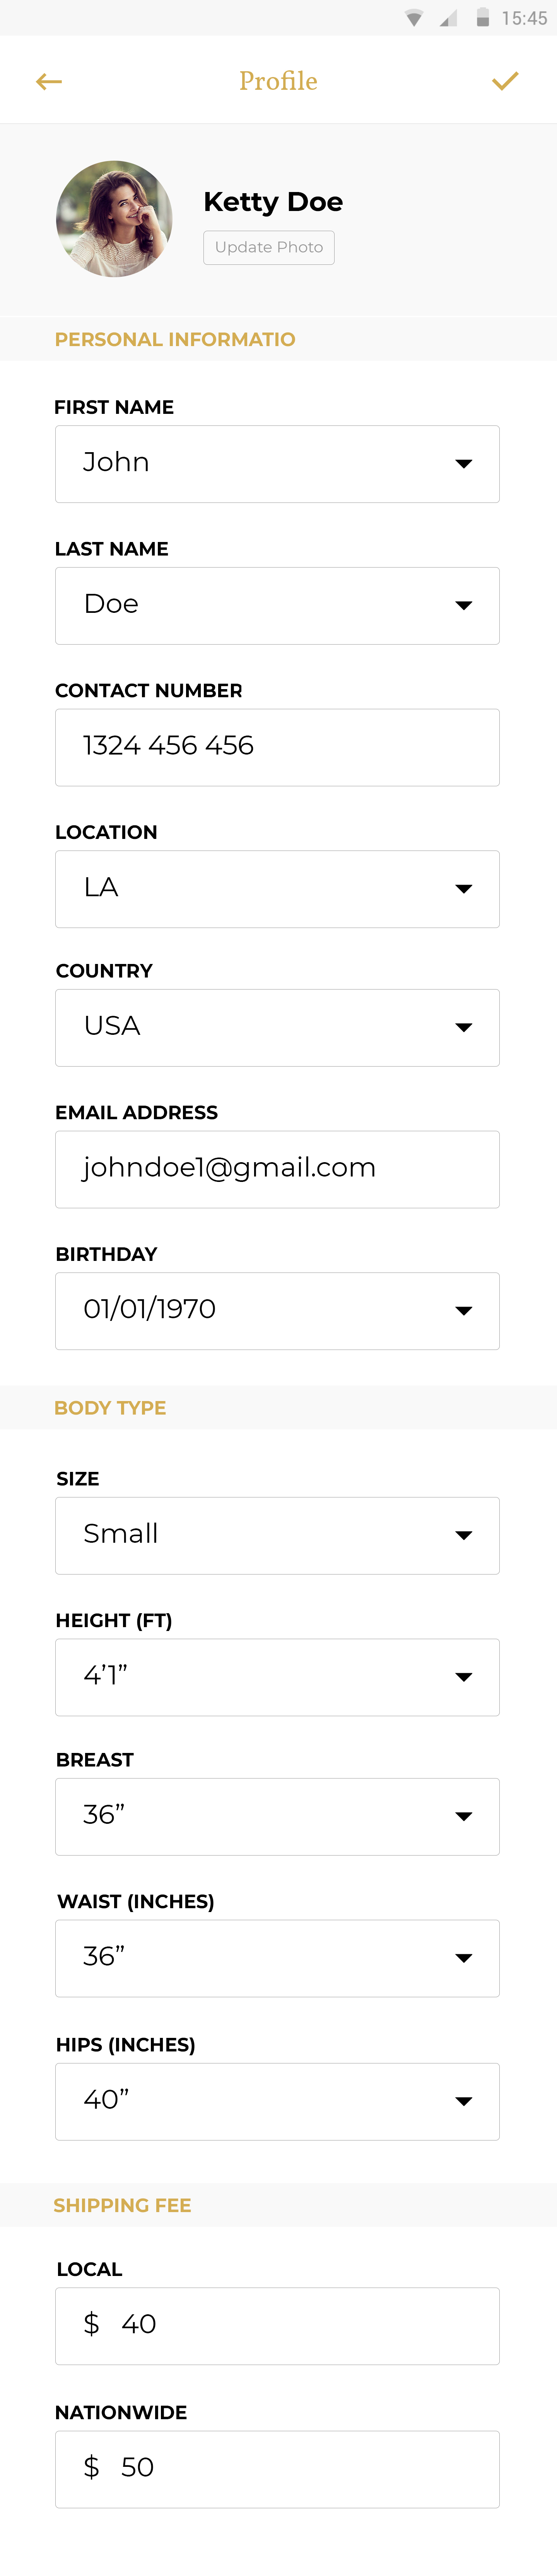 15:45
Profile
Ketty Doe
Update Photo
PERSONAL INFORMATIO
FIRST NAME
John
LAST NAME
Doe
CONTACT NUMBER
1324 456 456
LOCATION
LA
COUNTRY
USA
EMAIL ADDRESS
johndoe1@gmail.com
BIRTHDAY
01/01/1970
BODY TYPE
SIZE
Small
HEIGHT (FT)
4’1”
BREAST
36”
WAIST (INCHES)
36”
HIPS (INCHES)
40”
SHIPPING FEE
LOCAL
$ 40
NATIONWIDE
$ 50